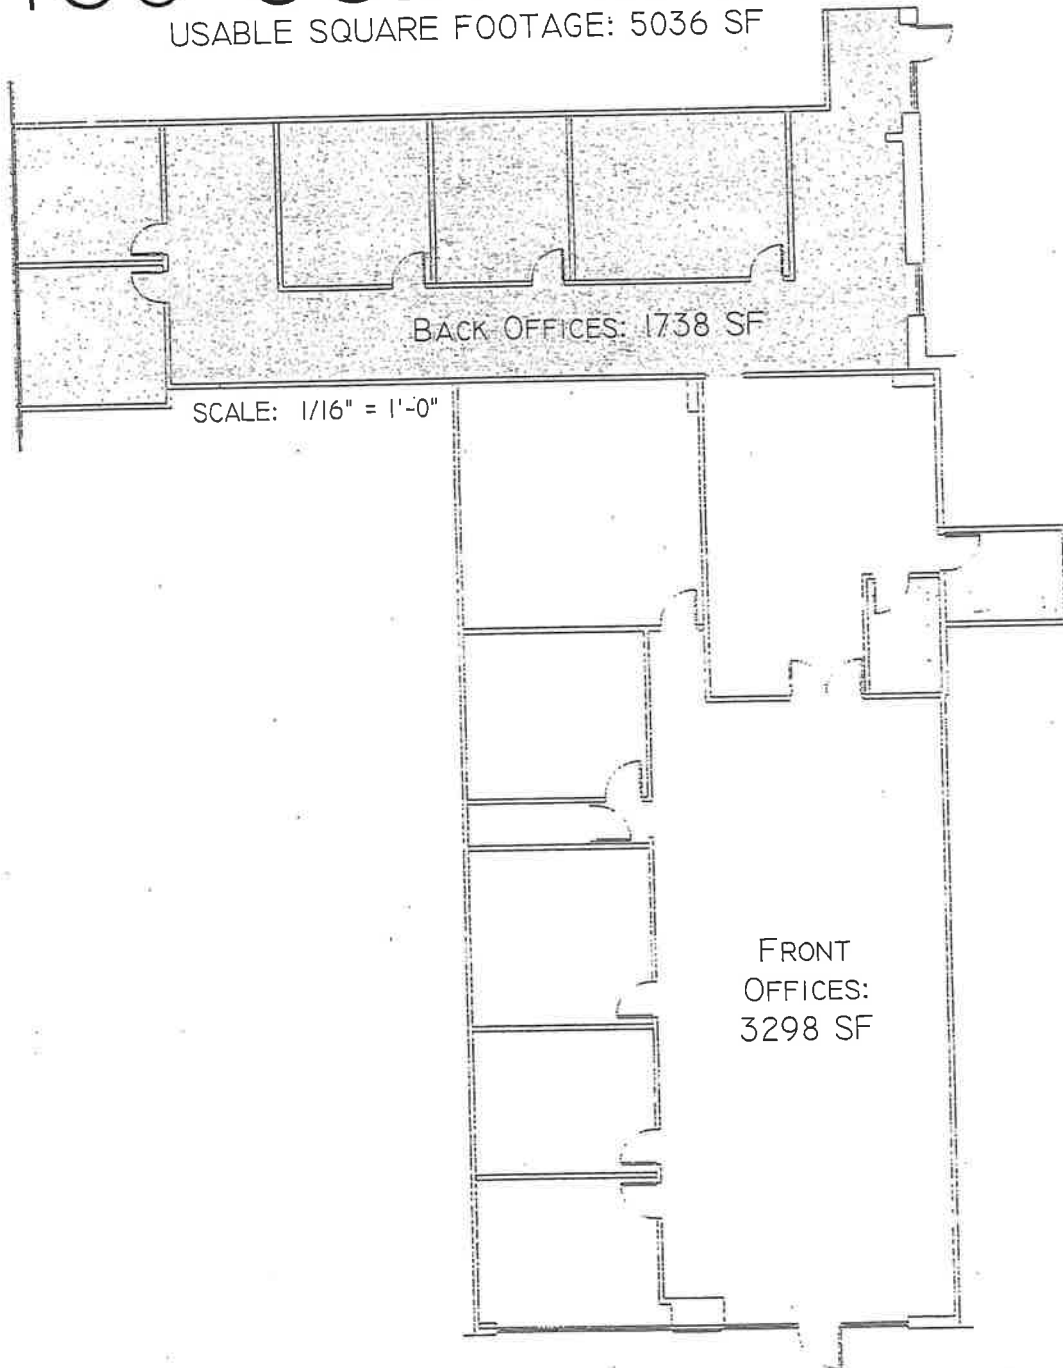 USABLE SQUARE FOOTAGE: 5036 SF
BACK OFFICES: 1738 SF
SCALE: 1/16" = 1'-0"
FRONT
OFFICES:
3298 SF